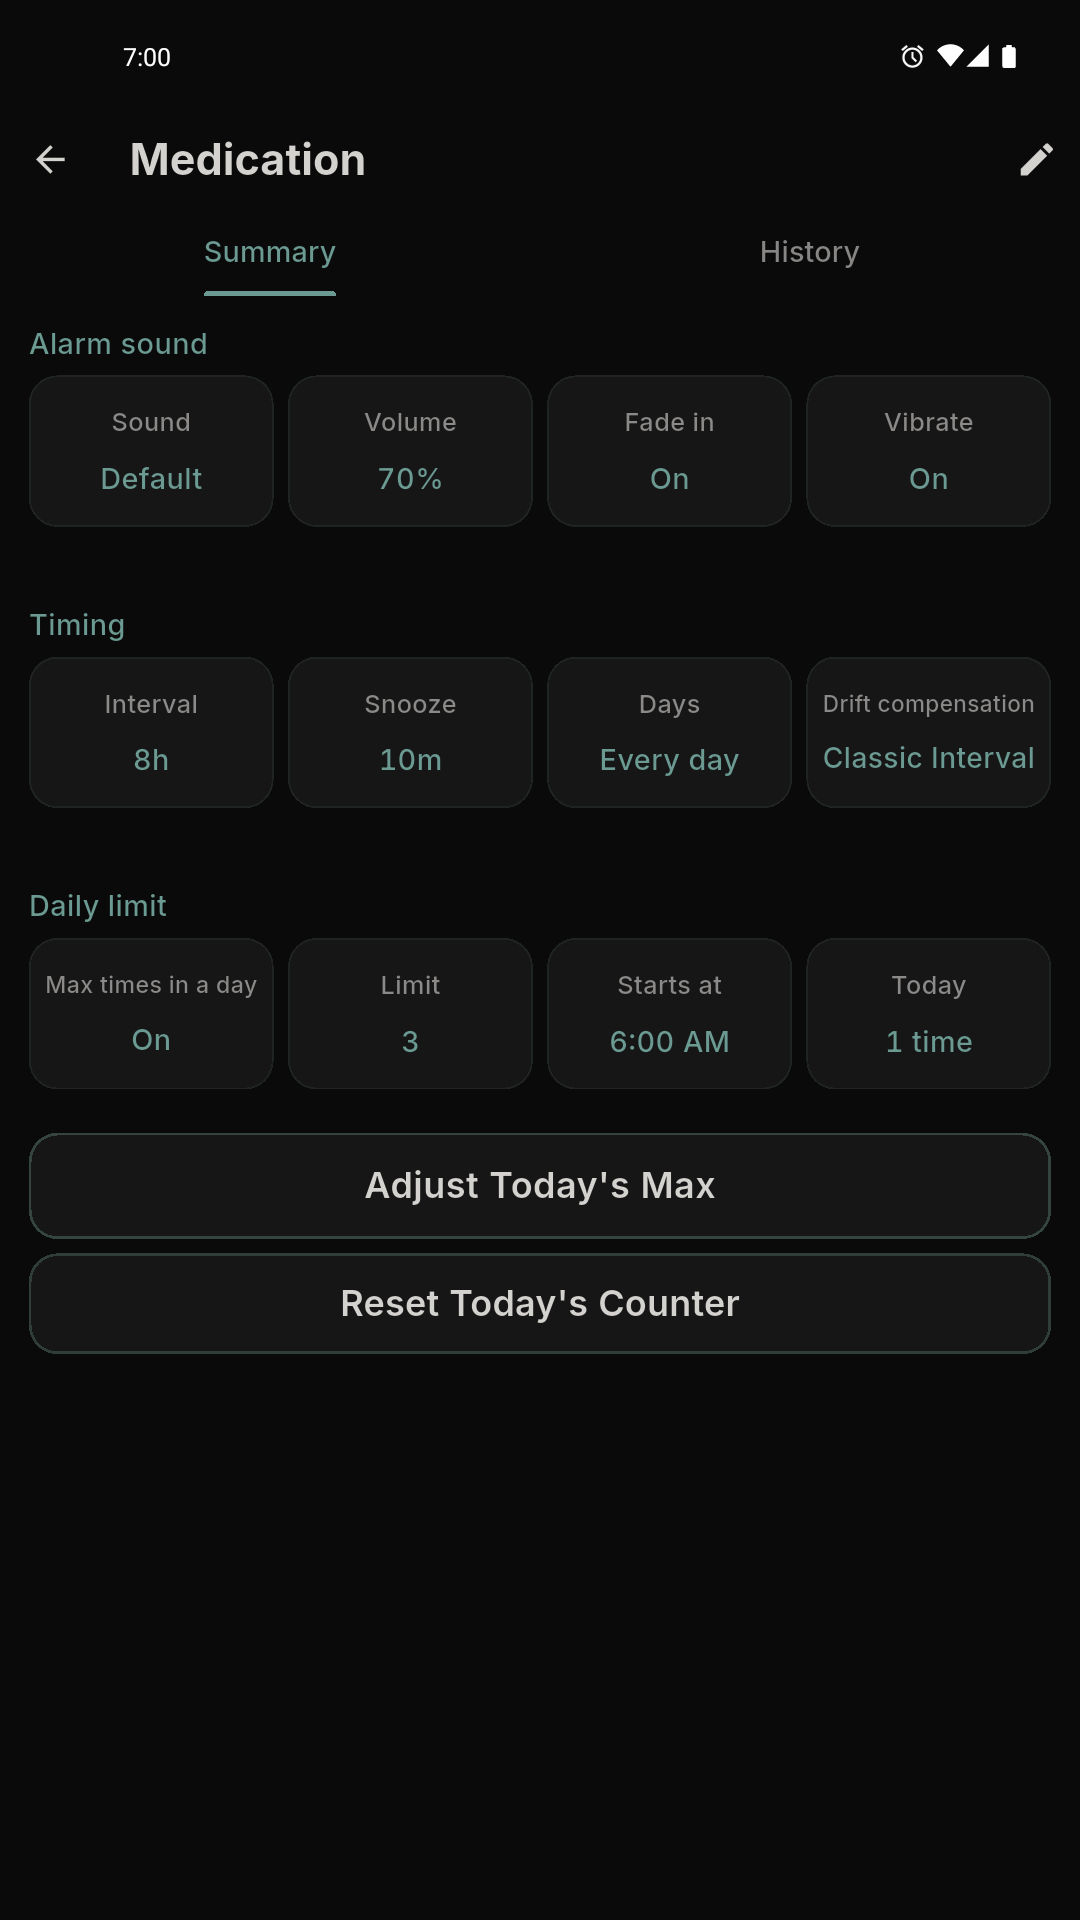 7:00
Medication
Summary
History
Alarm sound
Sound
Volume
Fade in
Vibrate
Default
70%
On
On
Timing
Interval
Snooze
Days
Drift compensation
8h
10m
Every day
Classic Interval
Daily limit
Max times in a day
Limit
Starts at
Today
On
3
6:00 AM
1 time
Adjust Today's Max
Reset Today's Counter